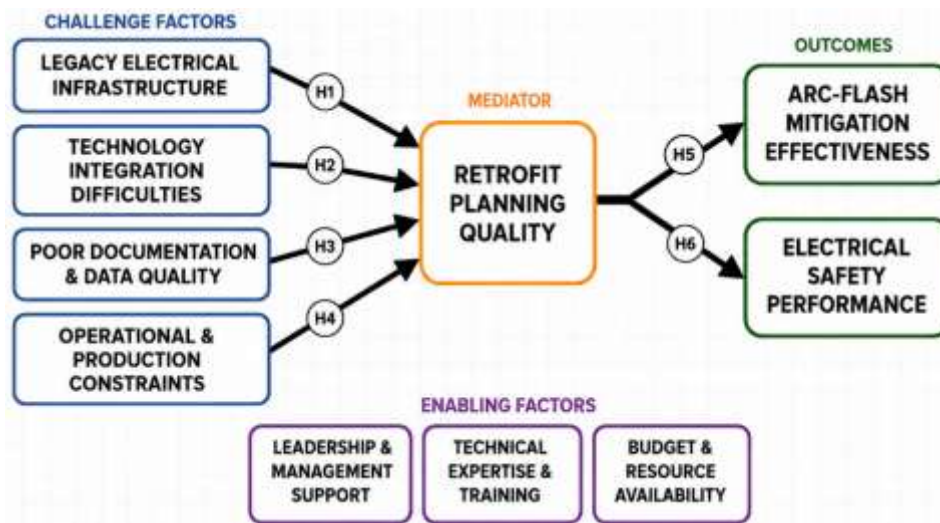 CHALLENGE FACTORS
LEGACY ELECTRICAL
INFRASTRUCTURE
TECHNOLOGY
INTEGRATION
DIFFICULTIES
POOR DOCUMENTATION
& DATA QUALITY
OPERATIONAL &
PRODUCTION
CONSTRAINTS
H1
H2
H3
H4
MEDIATOR
RETROFIT
PLANNING
QUALITY
H5
H6
OUTCOMES
ARC-FLASH
MITIGATION
EFFECTIVENESS
ELECTRICAL
SAFETY
PERFORMANCE
ENABLING FACTORS
LEADERSHIP &
MANAGEMENT
SUPPORT
TECHNICAL
EXPERTISE &
TRAINING
BUDGET &
RESOURCE
AVAILABILITY